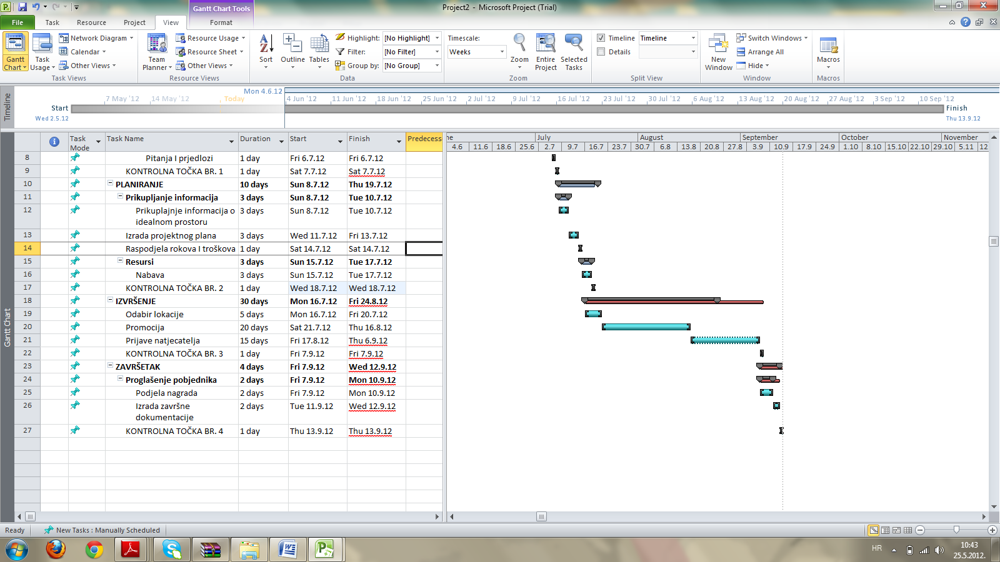 Gantt Chart Tools
Project2 - Microsoft Project (Trial)
File Task Resource Project View Format
Gantt Chart
Task Usage
Network Diagram
Calendar
Other Views
Task Views
Team Planner
Resource Usage
Resource Sheet
Other Views
Resource Views
Sort
Outline
Tables
Highlight: [No Highlight]
Filter: [No Filter]
Group by: [No Group]
Data
Timescale:
Weeks
Zoom
Entire Project
Selected Tasks
Zoom
Timeline Timeline
Details
Split View
New Window
Switch Windows
Arrange All
Hide
Window
Macros
Macros
Timeline
Mon 4.6.12
7 May '12 14 May '12 Today 4 Jun '12 11 Jun '12 18 Jun '12 25 Jun '12 2 Jul '12 9 Jul '12 16 Jul '12 23 Jul '12 30 Jul '12 6 Aug '12 13 Aug '12 20 Aug '12 27 Aug '12 3 Sep '12 10 Sep '12
Start
Wed 2.5.12
Finish
Thu 13.9.12
Gantt Chart
Task Mode Task Name Duration Start Finish Predecess
ne July August September October November
4.6 11.6 18.6 25.6 2.7 9.7 16.7 23.7 30.7 6.8 13.8 20.8 27.8 3.9 10.9 17.9 24.9 1.10 8.10 15.10 22.10 29.10 5.11 12
8 Pitanja I prjedlozi 1 day Fri 6.7.12 Fri 6.7.12
9 KONTROLNA TOČKA BR. 1 1 day Sat 7.7.12 Sat 7.7.12
10 PLANIRANJE 10 days Sun 8.7.12 Thu 19.7.12
11 Prikupljanje informacija 3 days Sun 8.7.12 Tue 10.7.12
12 Prikuplajnje informacija o idealnom prostoru 3 days Sun 8.7.12 Tue 10.7.12
13 Izrada projektnog plana 3 days Wed 11.7.12 Fri 13.7.12
14 Raspodjela rokova I troškova 1 day Sat 14.7.12 Sat 14.7.12
15 Resursi 3 days Sun 15.7.12 Tue 17.7.12
16 Nabava 3 days Sun 15.7.12 Tue 17.7.12
17 KONTROLNA TOČKA BR. 2 1 day Wed 18.7.12 Wed 18.7.12
18 IZVRŠENJE 30 days Mon 16.7.12 Fri 24.8.12
19 Odabir lokacije 5 days Mon 16.7.12 Fri 20.7.12
20 Promocija 20 days Sat 21.7.12 Thu 16.8.12
21 Prijave natjecatelja 15 days Fri 17.8.12 Thu 6.9.12
22 KONTROLNA TOČKA BR. 3 1 day Fri 7.9.12 Fri 7.9.12
23 ZAVRŠETAK 4 days Fri 7.9.12 Wed 12.9.12
24 Proglašenje pobjednika 2 days Fri 7.9.12 Mon 10.9.12
25 Podjela nagrada 2 days Fri 7.9.12 Mon 10.9.12
26 Izrada završne dokumentacije 2 days Tue 11.9.12 Wed 12.9.12
27 KONTROLNA TOČKA BR. 4 1 day Thu 13.9.12 Thu 13.9.12
Ready New Tasks : Manually Scheduled
HR
10:43
25.5.2012.